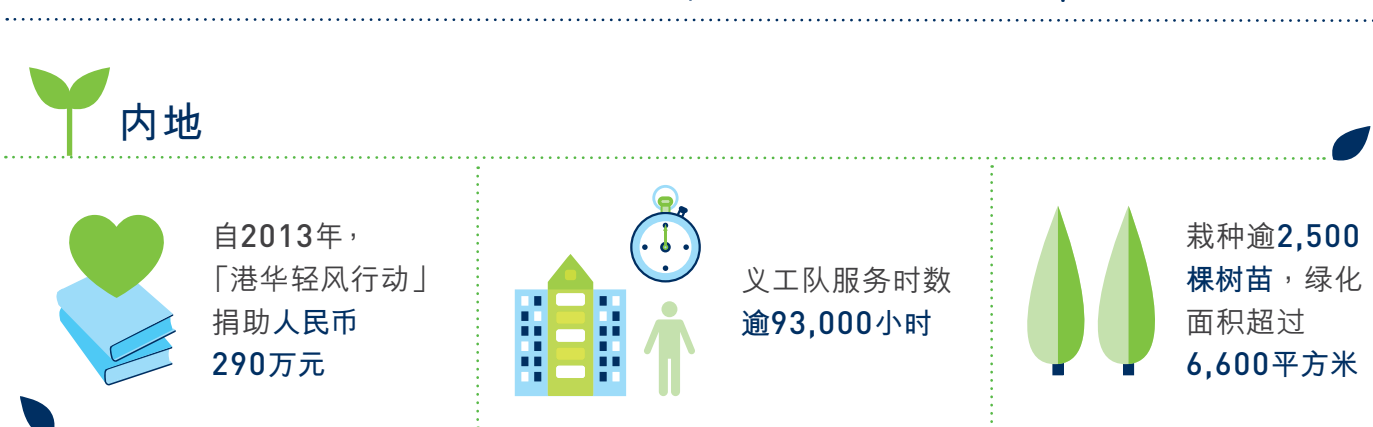 内地
自2013年，
「港华轻风行动」
捐助人民币
290万元
义工队服务时数
逾93,000小时
栽种逾2,500
棵树苗，绿化
面积超过
6,600平方米